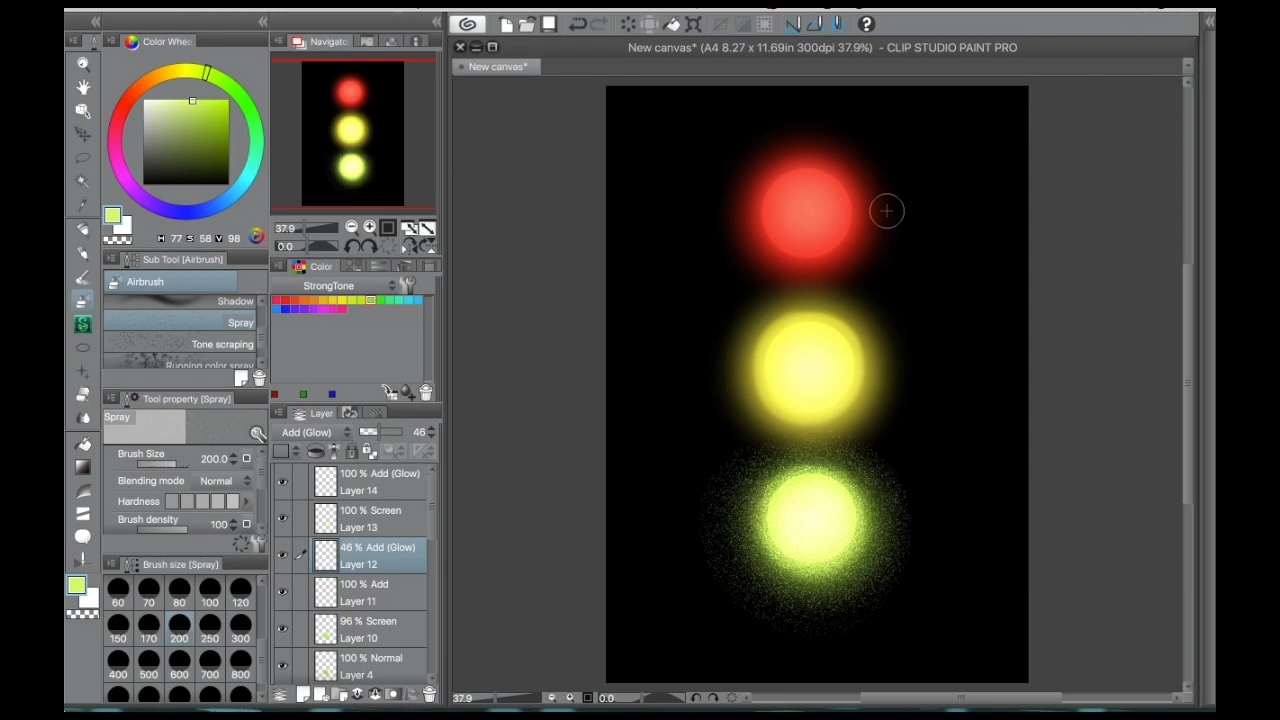 New canvas* (A4 8.27 x 11.69in 300dpi 37.9%) - CLIP STUDIO PAINT PRO
New canvas*
Color Whee
Navigator
H 77 S 58 V 98
37.9
0.0
Sub Tool [Airbrush]
Airbrush
Shadow
Spray
Tone scraping
Running color spray
Color
StrongTone
Tool property [Spray]
Spray
Brush Size 200.0
Blending mode Normal
Hardness
Brush density 100
Brush size [Spray]
60 70 80 100 120
150 170 200 250 300
400 500 600 700 800
Layer
Add (Glow) 46
100 % Add (Glow)
Layer 14
100 % Screen
Layer 13
46 % Add (Glow)
Layer 12
100 % Add
Layer 11
96 % Screen
Layer 10
100 % Normal
Layer 4
37.9
0.0